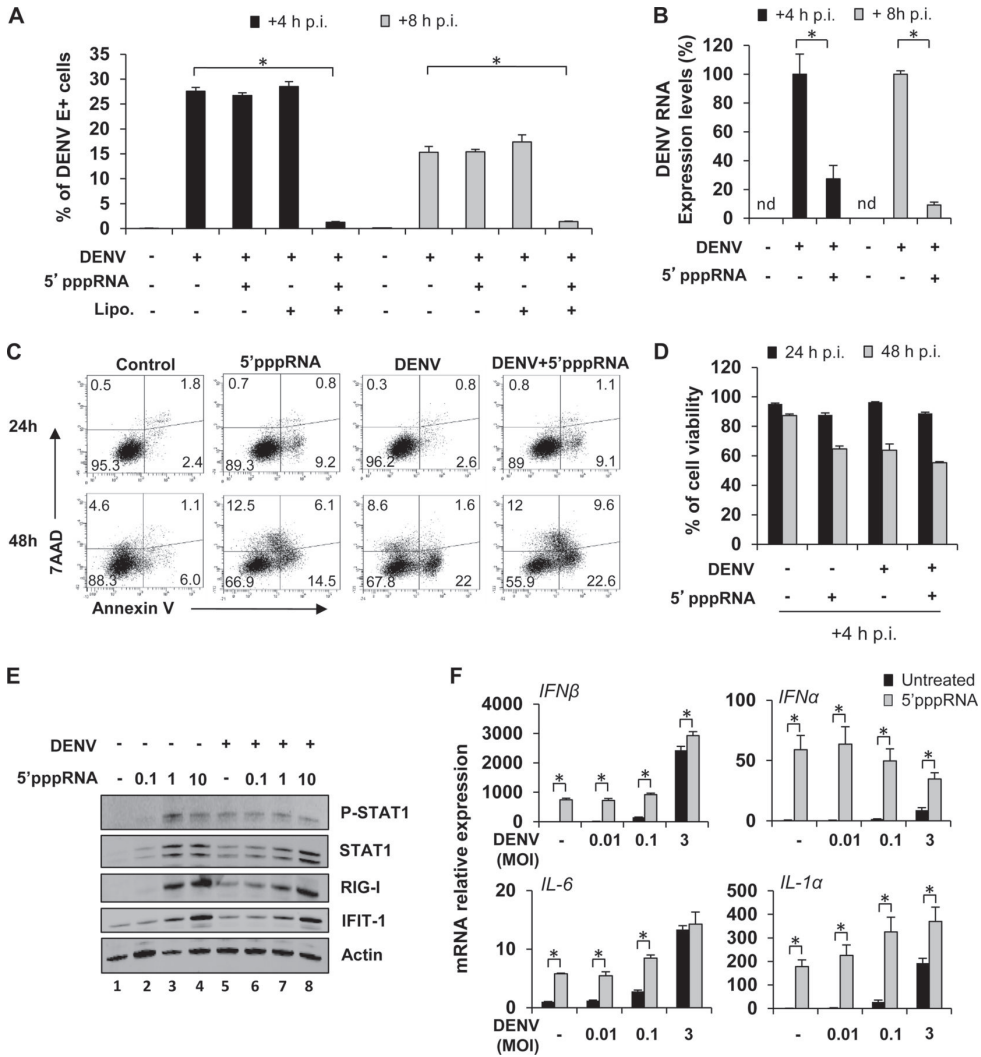 A
+4 h p.i. +8 h p.i.
% of DENV E+ cells
35
30
25
20
15
10
5
0
* *
DENV - + + + + - + + + +
5' pppRNA + + + +
Lipo. + + + +
B
+4 h p.i. + 8h p.i.
DENV RNA
Expression levels (%)
120
100
80
60
40
20
0
* *
nd nd
DENV - + + - + +
5' pppRNA - - + - - +
C
Control 5'pppRNA DENV DENV+5'pppRNA
24h
0.5 1.8 0.7 0.8 0.3 0.8 0.8 1.1
95.3 2.4 89.3 9.2 96.2 2.6 89 9.1
48h
4.6 1.1 12.5 6.1 8.6 1.6 12 9.6
88.3 6.0 66.9 14.5 67.8 22 55.9 22.6
7AAD
Annexin V
D
24 h p.i. 48 h p.i.
% of cell viability
120
100
80
60
40
20
0
DENV - - + +
5' pppRNA - + - +
+4 h p.i.
E
DENV - - - - + + + +
5'pppRNA - 0.1 1 10 - 0.1 1 10
P-STAT1
STAT1
RIG-I
IFIT-1
Actin
1 2 3 4 5 6 7 8
F
Untreated
5'pppRNA
mRNA relative expression
IFNβ
4000
3000
2000
1000
0
* * * *
DENV - 0.01 0.1 3
(MOI)
IFNα
100
50
0
* * * *
- 0.01 0.1 3
IL-6
20
10
0
* * *
DENV - 0.01 0.1 3
(MOI)
IL-1α
500
400
300
200
100
0
* * * *
- 0.01 0.1 3